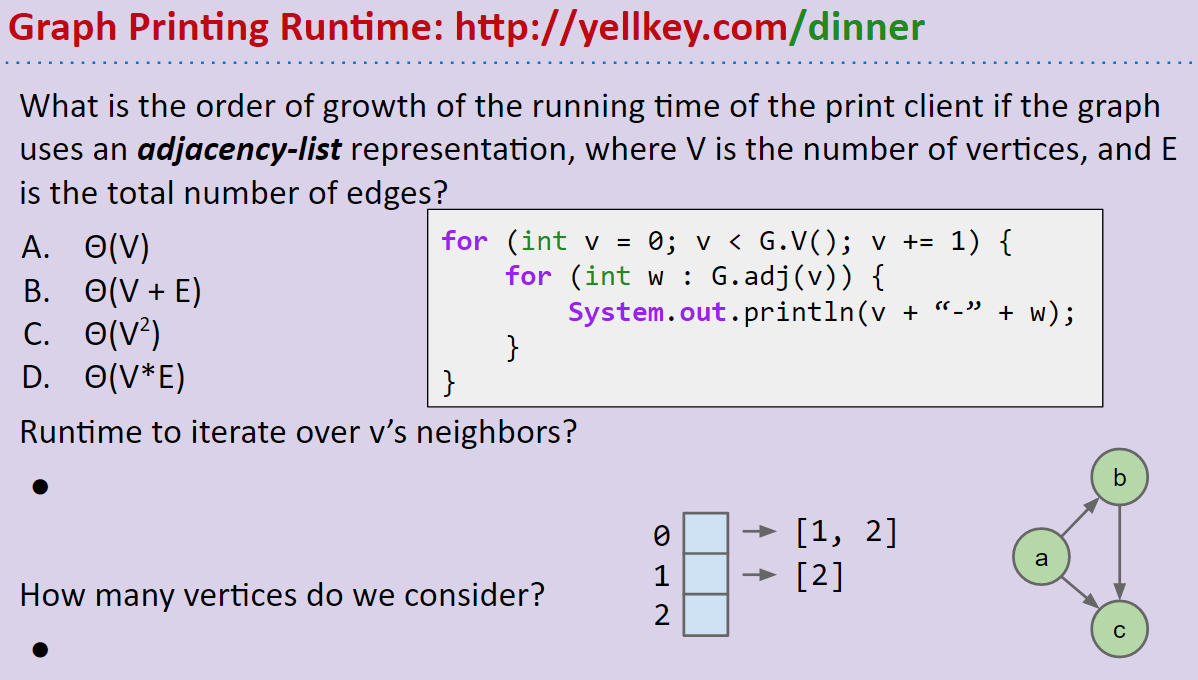 Graph Printing Runtime: http://yellkey.com/dinner
What is the order of growth of the running time of the print client if the graph
uses an adjacency-list representation, where V is the number of vertices, and E
is the total number of edges?
A. Θ(V)
B. Θ(V + E)
C. Θ(V²)
D. Θ(V*E)
for (int v = 0; v < G.V(); v += 1) {
for (int w : G.adj(v)) {
System.out.println(v + “-” + w);
}
}
Runtime to iterate over v’s neighbors?
●
How many vertices do we consider?
●
0 [1, 2]
1 [2]
2
b
a
c